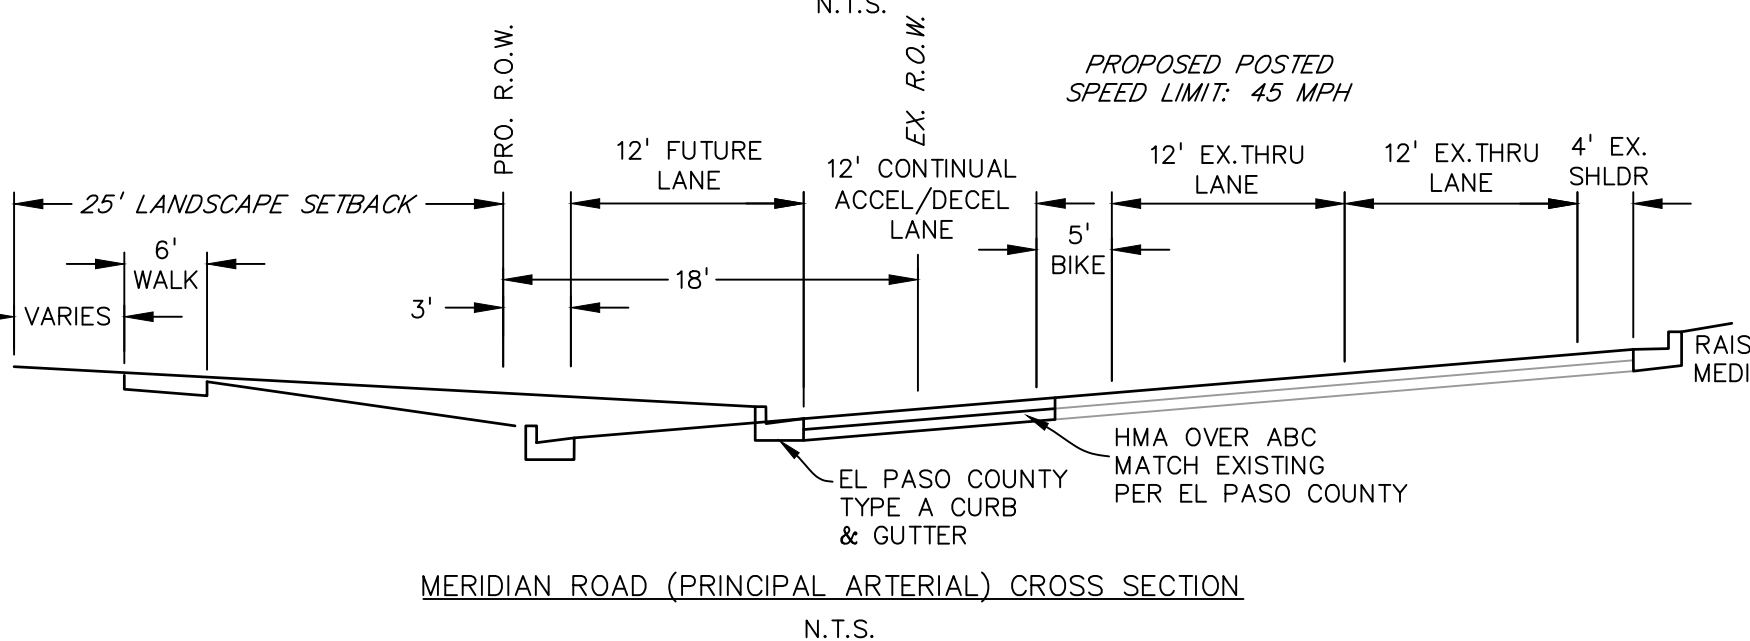 N.T.S.
PRO. R.O.W.
EX. R.O.W.
PROPOSED POSTED
SPEED LIMIT: 45 MPH
12' FUTURE
LANE
12' CONTINUAL
ACCEL/DECEL
LANE
12' EX.THRU
LANE
12' EX.THRU
LANE
4' EX.
SHLDR
25' LANDSCAPE SETBACK
6'
WALK
5'
BIKE
18'
3'
VARIES
RAIS
MEDI
HMA OVER ABC
MATCH EXISTING
PER EL PASO COUNTY
EL PASO COUNTY
TYPE A CURB
& GUTTER
MERIDIAN ROAD (PRINCIPAL ARTERIAL) CROSS SECTION
N.T.S.